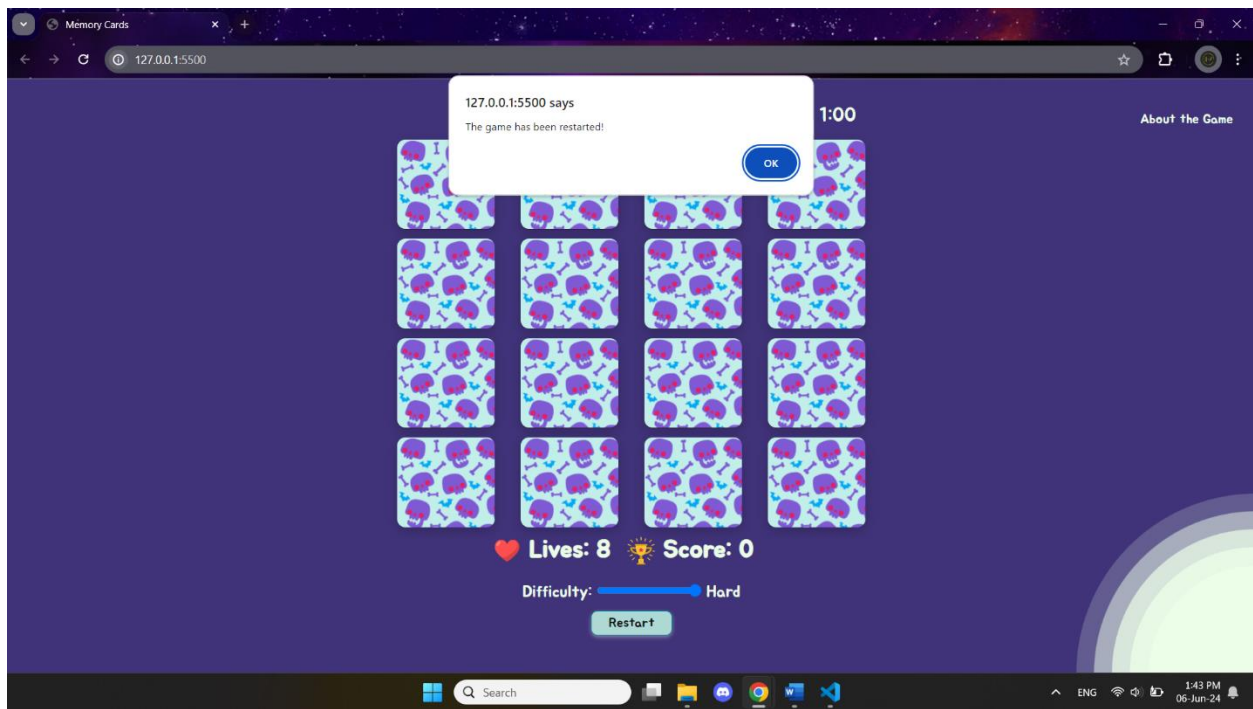 Memory Cards
127.0.0.1:5500
127.0.0.1:5500 says
The game has been restarted!
OK
1:00
About the Game
Lives: 8 Score: 0
Difficulty: Hard
Restart
Search
ENG
1:43 PM
06-Jun-24